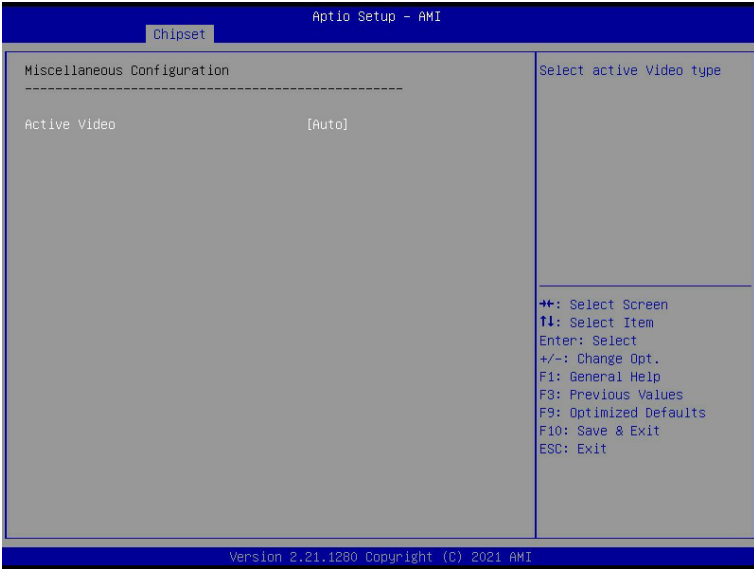 Aptio Setup – AMI
Chipset
Miscellaneous Configuration
--------------------------------------------------
Active Video [Auto]
Select active Video type
→←: Select Screen
↑↓: Select Item
Enter: Select
+/-: Change Opt.
F1: General Help
F3: Previous Values
F9: Optimized Defaults
F10: Save & Exit
ESC: Exit
Version 2.21.1280 Copyright (C) 2021 AMI